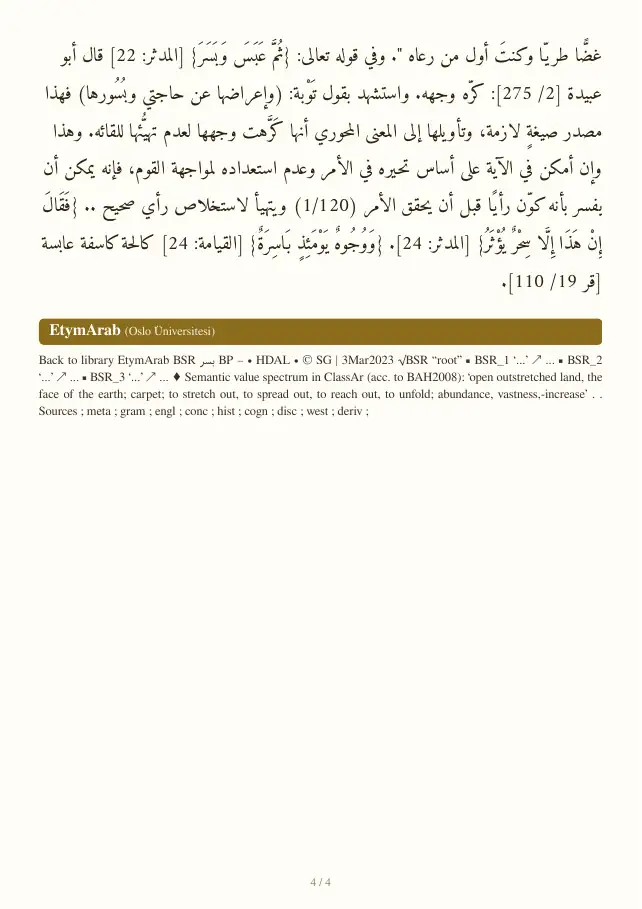 غضًّا طريّا وكنتَ أول من رعاه ". وفي قوله تعالى: {ثُمَّ عَبَسَ وَبَسَرَ} [المدثر: 22] قال أبو
عبيدة [2/ 275]: كرّه وجهه. واستشهد بقول تَوْبة: (وإعراضها عن حاجتي وبُسُورها) فهذا
مصدر صيغةٍ لازمة، وتأويلها إلى المعنى المحوري أنها كَرَّهت وجهها لعدم تهيُّئها للقائه. وهذا
وإن أمكن في الآية على أساس تحيره في الأمر وعدم استعداده لمواجهة القوم، فإنه يمكن أن
يفسر بأنه كوّن رأيًا قبل أن يحقق الأمر (1/120) ويتهيأ لاستخلاص رأي صحيح .. {فَقَالَ
إِنْ هَذَا إِلَّا سِحْرٌ يُؤْثَرُ} [المدثر: 24]. {وَوُجُوهٌ يَوْمَئِذٍ بَاسِرَةٌ} [القيامة: 24] كالحة كاسفة عابسة
[قر 19/ 110].
EtymArab (Oslo Üniversitesi)
Back to library EtymArab BSR بسر BP – • HDAL • © SG | 3Mar2023 √BSR “root” ▪ BSR_1 ‘...’ ↗ ... ▪ BSR_2
‘...’ ↗ ... ▪ BSR_3 ‘...’ ↗ ... ♦ Semantic value spectrum in ClassAr (acc. to BAH2008): ‘open outstretched land, the
face of the earth; carpet; to stretch out, to spread out, to reach out, to unfold; abundance, vastness,-increase’ . .
Sources ; meta ; gram ; engl ; conc ; hist ; cogn ; disc ; west ; deriv ;
4 / 4